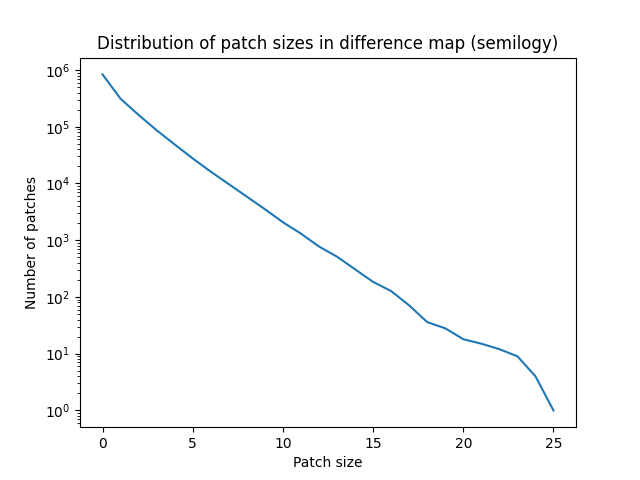 Distribution of patch sizes in difference map (semilogy)
10⁶
10⁵
10⁴
10³
10²
10¹
10⁰
Number of patches
0 5 10 15 20 25
Patch size